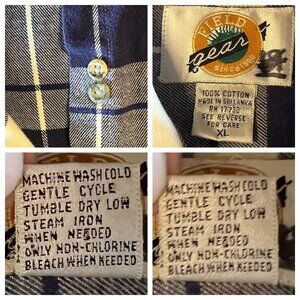 FIELD
gear
SINCE 1980
100% COTTON
MADE IN SRI LANKA
RN 17730
SEE REVERSE
FOR CARE
XL
MACHINE WASH COLD
GENTLE CYCLE
TUMBLE DRY LOW
STEAM IRON
WHEN NEEDED
ONLY NON-CHLORINE
BLEACH WHEN NEEDED
MACHINE WASH COLD
GENTLE CYCLE
TUMBLE DRY LOW
STEAM IRON
WHEN NEEDED
ONLY NON-CHLORINE
BLEACH WHEN NEEDED